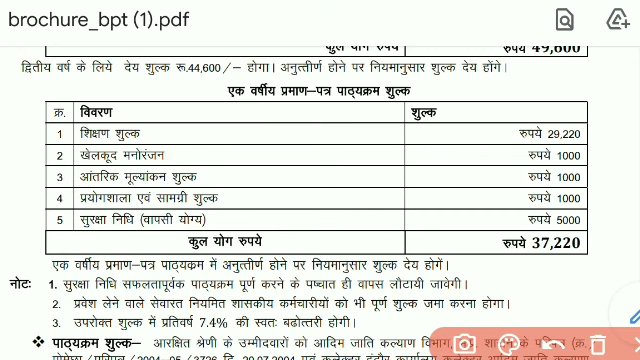 brochure_bpt (1).pdf
कुल योग रुपये रुपये 49,600
द्वितीय वर्ष के लिये देय शुल्क रू.44,600/– होगा। अनुत्तीर्ण होने पर नियमानुसार शुल्क देय होंगे।
एक वर्षीय प्रमाण–पत्र पाठ्यक्रम शुल्क
क्र. विवरण शुल्क
1 शिक्षण शुल्क रुपये 29,220
2 खेलकूद मनोरंजन रुपये 1000
3 आंतरिक मूल्यांकन शुल्क रुपये 1000
4 प्रयोगशाला एवं सामग्री शुल्क रुपये 1000
5 सुरक्षा निधि (वापसी योग्य) रुपये 5000
कुल योग रुपये रुपये 37,220
एक वर्षीय प्रमाण–पत्र पाठ्यक्रम में अनुत्तीर्ण होने पर नियमानुसार शुल्क देय होगें।
नोटः 1. सुरक्षा निधि सफलतापूर्वक पाठ्यक्रम पूर्ण करने के पष्चात ही वापस लौटायी जावेगी।
2. प्रवेश लेने वाले सेवारत नियमित शासकीय कर्मचारीयों को भी पूर्ण शुल्क जमा करना होगा।
3. उपरोक्त शुल्क में प्रतिवर्ष 7.4% की स्वतः बढोत्तरी होगी।
❖ पाठ्यक्रम शुल्क– आरक्षित श्रेणी के उम्मीदवारों को आदिम जाति कल्याण विभाग,